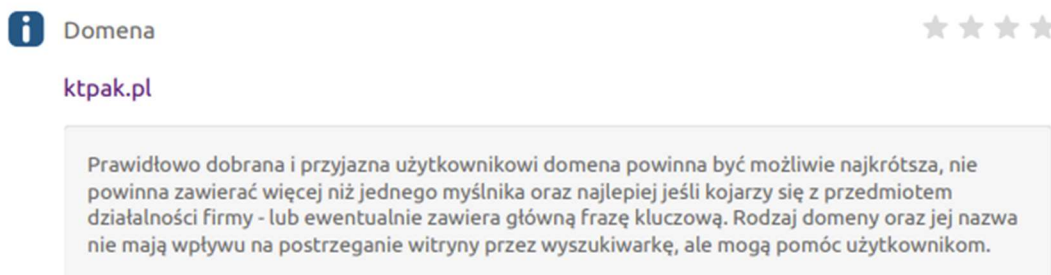 Domena
ktpak.pl
Prawidłowo dobrana i przyjazna użytkownikowi domena powinna być możliwie najkrótsza, nie
powinna zawierać więcej niż jednego myślnika oraz najlepiej jeśli kojarzy się z przedmiotem
działalności firmy - lub ewentualnie zawiera główną frazę kluczową. Rodzaj domeny oraz jej nazwa
nie mają wpływu na postrzeganie witryny przez wyszukiwarkę, ale mogą pomóc użytkownikom.